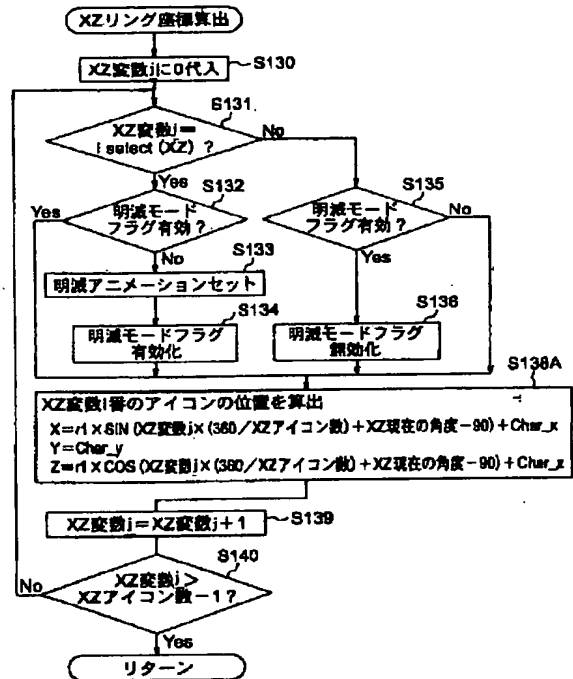 XZリング座標算出
XZ変数jに0代入
S130
S131
XZ変数j=
i select (XZ) ?
No
Yes
S132
S135
Yes
明滅モード
フラグ有効?
明滅モード
フラグ有効?
No
No
S133
Yes
明滅アニメーションセット
S134
S136
明滅モードフラグ
有効化
明滅モードフラグ
無効化
S138A
XZ変数j番のアイコンの位置を算出
X=r1×SIN (XZ変数j×(360/XZアイコン数)+XZ現在の角度-90)+Char_x
Y=Char_y
Z=r1×COS (XZ変数j×(360/XZアイコン数)+XZ現在の角度-90)+Char_z
XZ変数j=XZ変数j+1
S139
S140
No
XZ変数j>
XZアイコン数-1?
Yes
リターン